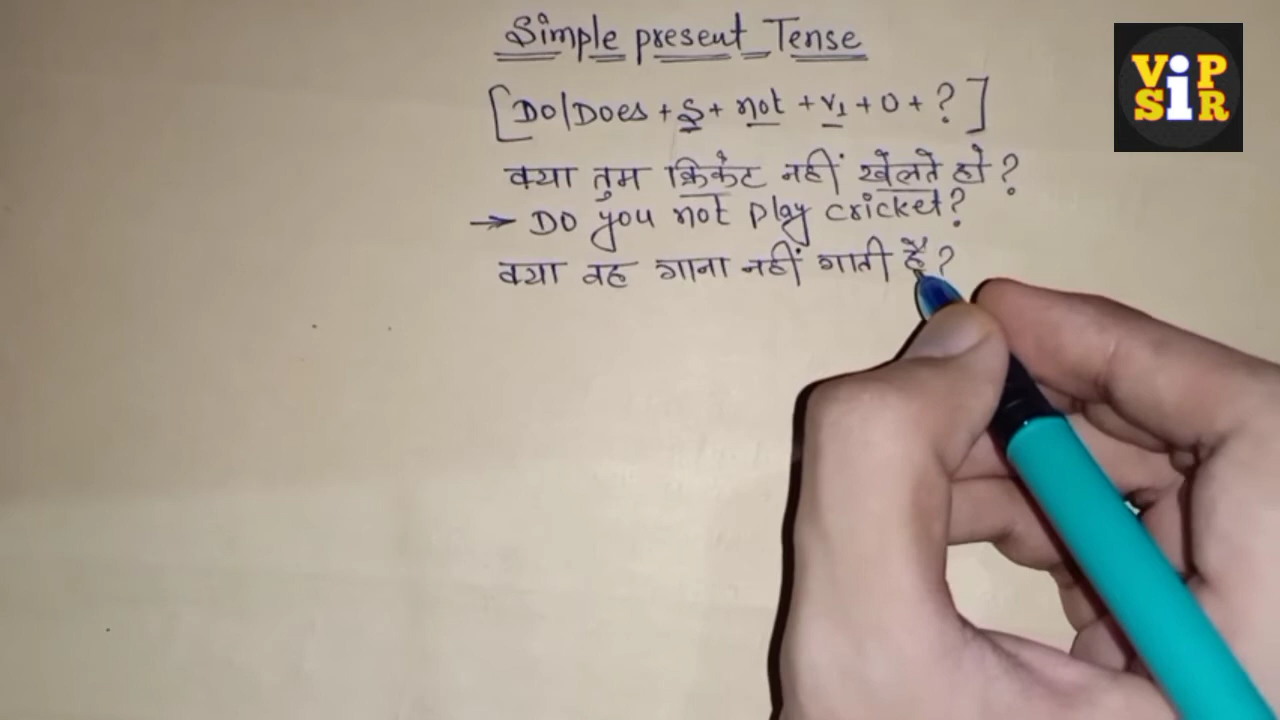 Simple present Tense
[Do/Does + S + not + V1 + O + ?]
क्या तुम क्रिकेट नहीं खेलते हो?
→ Do you not play cricket?
क्या वह गाना नहीं गाती है?
ViP
SiR